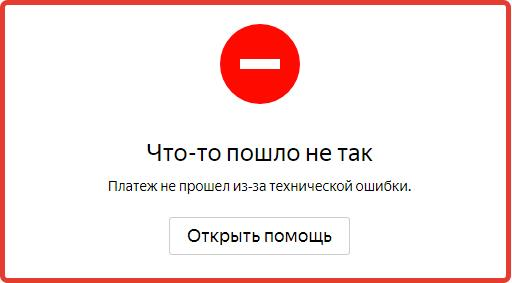 Что-то пошло не так
Платеж не прошел из-за технической ошибки.
Открыть помощь